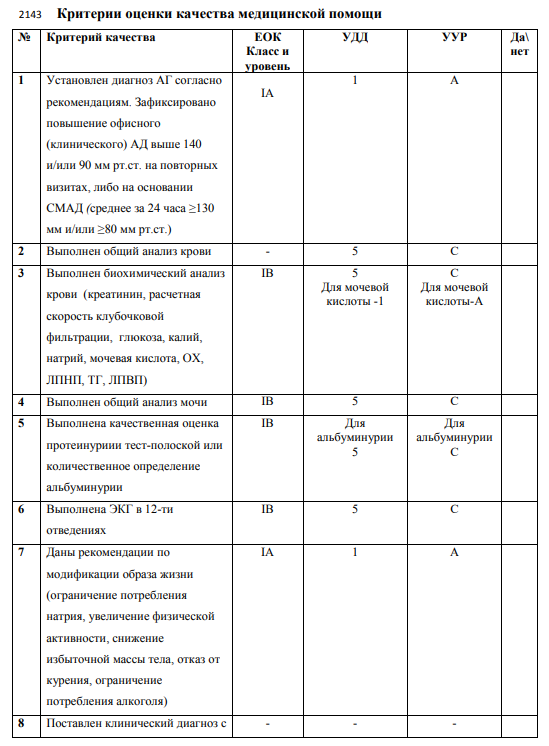 2143 Критерии оценки качества медицинской помощи
№ Критерий качества ЕОК Класс и уровень УДД УУР Да\ нет
1 Установлен диагноз АГ согласно IA 1 A
рекомендациям. Зафиксировано
повышение офисного
(клинического) АД выше 140
и/или 90 мм рт.ст. на повторных
визитах, либо на основании
СМАД (среднее за 24 часа ≥130
мм и/или ≥80 мм рт.ст.)
2 Выполнен общий анализ крови - 5 C
3 Выполнен биохимический анализ IB 5 C
крови (креатинин, расчетная Для мочевой Для мочевой
скорость клубочковой кислоты -1 кислоты-А
фильтрации, глюкоза, калий,
натрий, мочевая кислота, ОХ,
ЛПНП, ТГ, ЛПВП)
4 Выполнен общий анализ мочи IB 5 C
5 Выполнена качественная оценка IB Для Для
протеинуриии тест-полоской или альбуминурии альбуминурии
количественное определение 5 C
альбуминурии
6 Выполнена ЭКГ в 12-ти IB 5 C
отведениях
7 Даны рекомендации по IA 1 A
модификации образа жизни
(ограничение потребления
натрия, увеличение физической
активности, снижение
избыточной массы тела, отказ от
курения, ограничение
потребления алкоголя)
8 Поставлен клинический диагноз с - - -